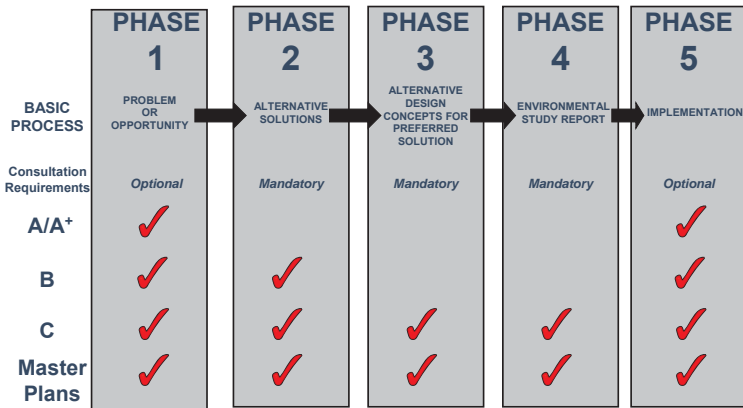 PHASE 1
PHASE 2
PHASE 3
PHASE 4
PHASE 5
BASIC
PROCESS
PROBLEM
OR
OPPORTUNITY
ALTERNATIVE
SOLUTIONS
ALTERNATIVE
DESIGN
CONCEPTS FOR
PREFERRED
SOLUTION
ENVIRONMENTAL
STUDY REPORT
IMPLEMENTATION
Consultation
Requirements
Optional
Mandatory
Mandatory
Mandatory
Optional
A/A+
B
C
Master
Plans